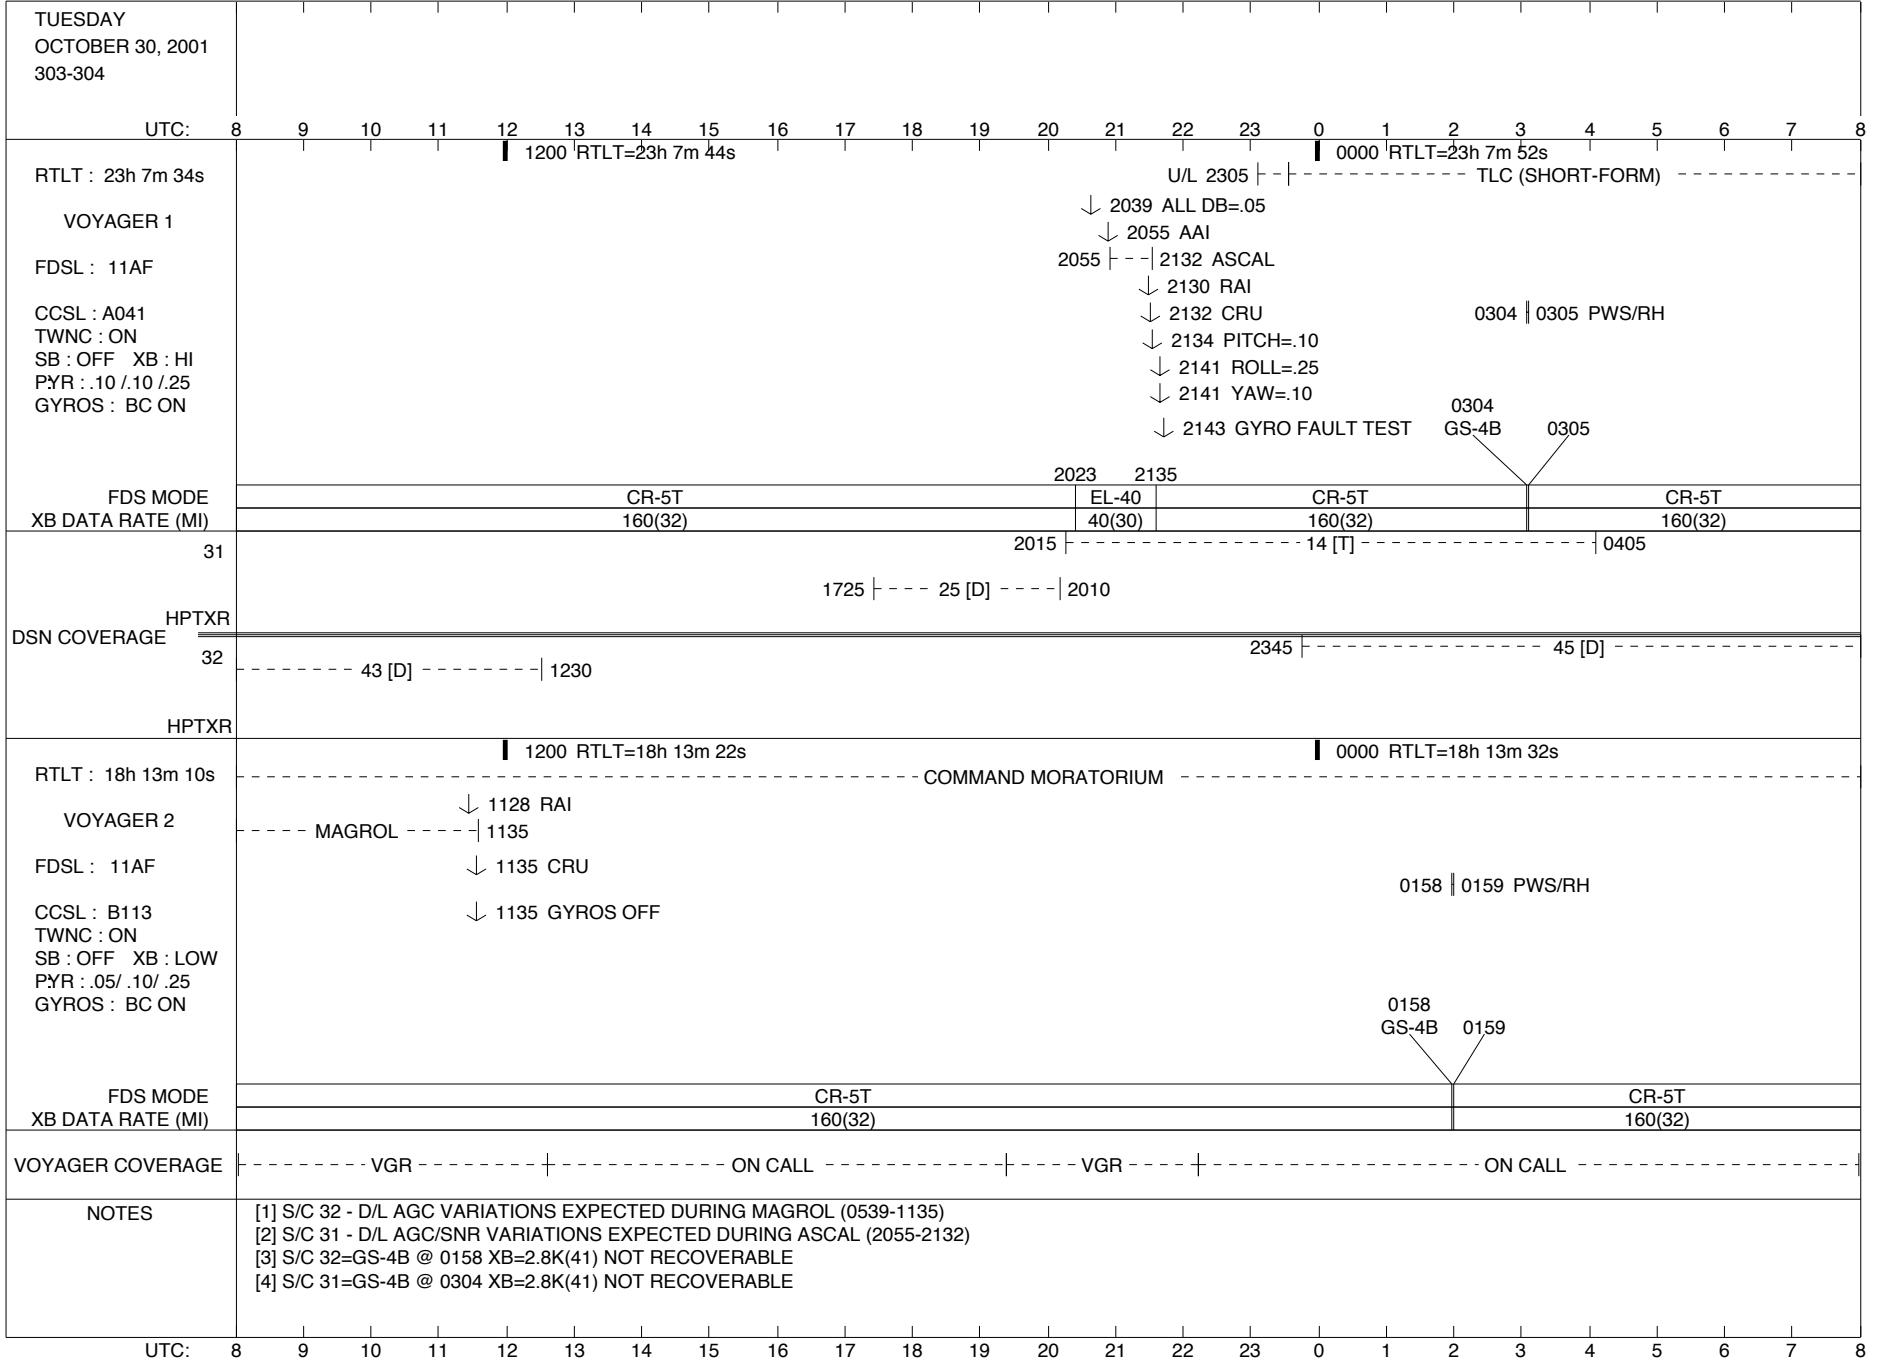 TUESDAY
OCTOBER 30, 2001
303-304
UTC: 8 9 10 11 12 13 14 15 16 17 18 19 20 21 22 23 0 1 2 3 4 5 6 7 8
1200 RTLT=23h 7m 44s 0000 RTLT=23h 7m 52s
RTLT : 23h 7m 34s U/L 2305 TLC (SHORT-FORM)
2039 ALL DB=.05
VOYAGER 1 2055 AAI
FDSL : 11AF 2055 2132 ASCAL
2130 RAI
CCSL : A041 2132 CRU 0304 0305 PWS/RH
TWNC : ON 2134 PITCH=.10
SB : OFF XB : HI 2141 ROLL=.25
PYR : .10 /.10 /.25 2141 YAW=.10
GYROS : BC ON 0304
2143 GYRO FAULT TEST GS-4B 0305
2023 2135
FDS MODE CR-5T EL-40 CR-5T CR-5T
XB DATA RATE (MI) 160(32) 40(30) 160(32) 160(32)
31 2015 14 [T] 0405
1725 25 [D] 2010
HPTXR
DSN COVERAGE
32 2345 45 [D]
43 [D] 1230
HPTXR
1200 RTLT=18h 13m 22s 0000 RTLT=18h 13m 32s
RTLT : 18h 13m 10s COMMAND MORATORIUM
1128 RAI
VOYAGER 2 MAGROL 1135
FDSL : 11AF 1135 CRU
0158 0159 PWS/RH
CCSL : B113 1135 GYROS OFF
TWNC : ON
SB : OFF XB : LOW
PYR : .05/ .10/ .25
GYROS : BC ON 0158
GS-4B 0159
FDS MODE CR-5T CR-5T
XB DATA RATE (MI) 160(32) 160(32)
VOYAGER COVERAGE VGR ON CALL VGR ON CALL
NOTES [1] S/C 32 - D/L AGC VARIATIONS EXPECTED DURING MAGROL (0539-1135)
[2] S/C 31 - D/L AGC/SNR VARIATIONS EXPECTED DURING ASCAL (2055-2132)
[3] S/C 32=GS-4B @ 0158 XB=2.8K(41) NOT RECOVERABLE
[4] S/C 31=GS-4B @ 0304 XB=2.8K(41) NOT RECOVERABLE
UTC: 8 9 10 11 12 13 14 15 16 17 18 19 20 21 22 23 0 1 2 3 4 5 6 7 8